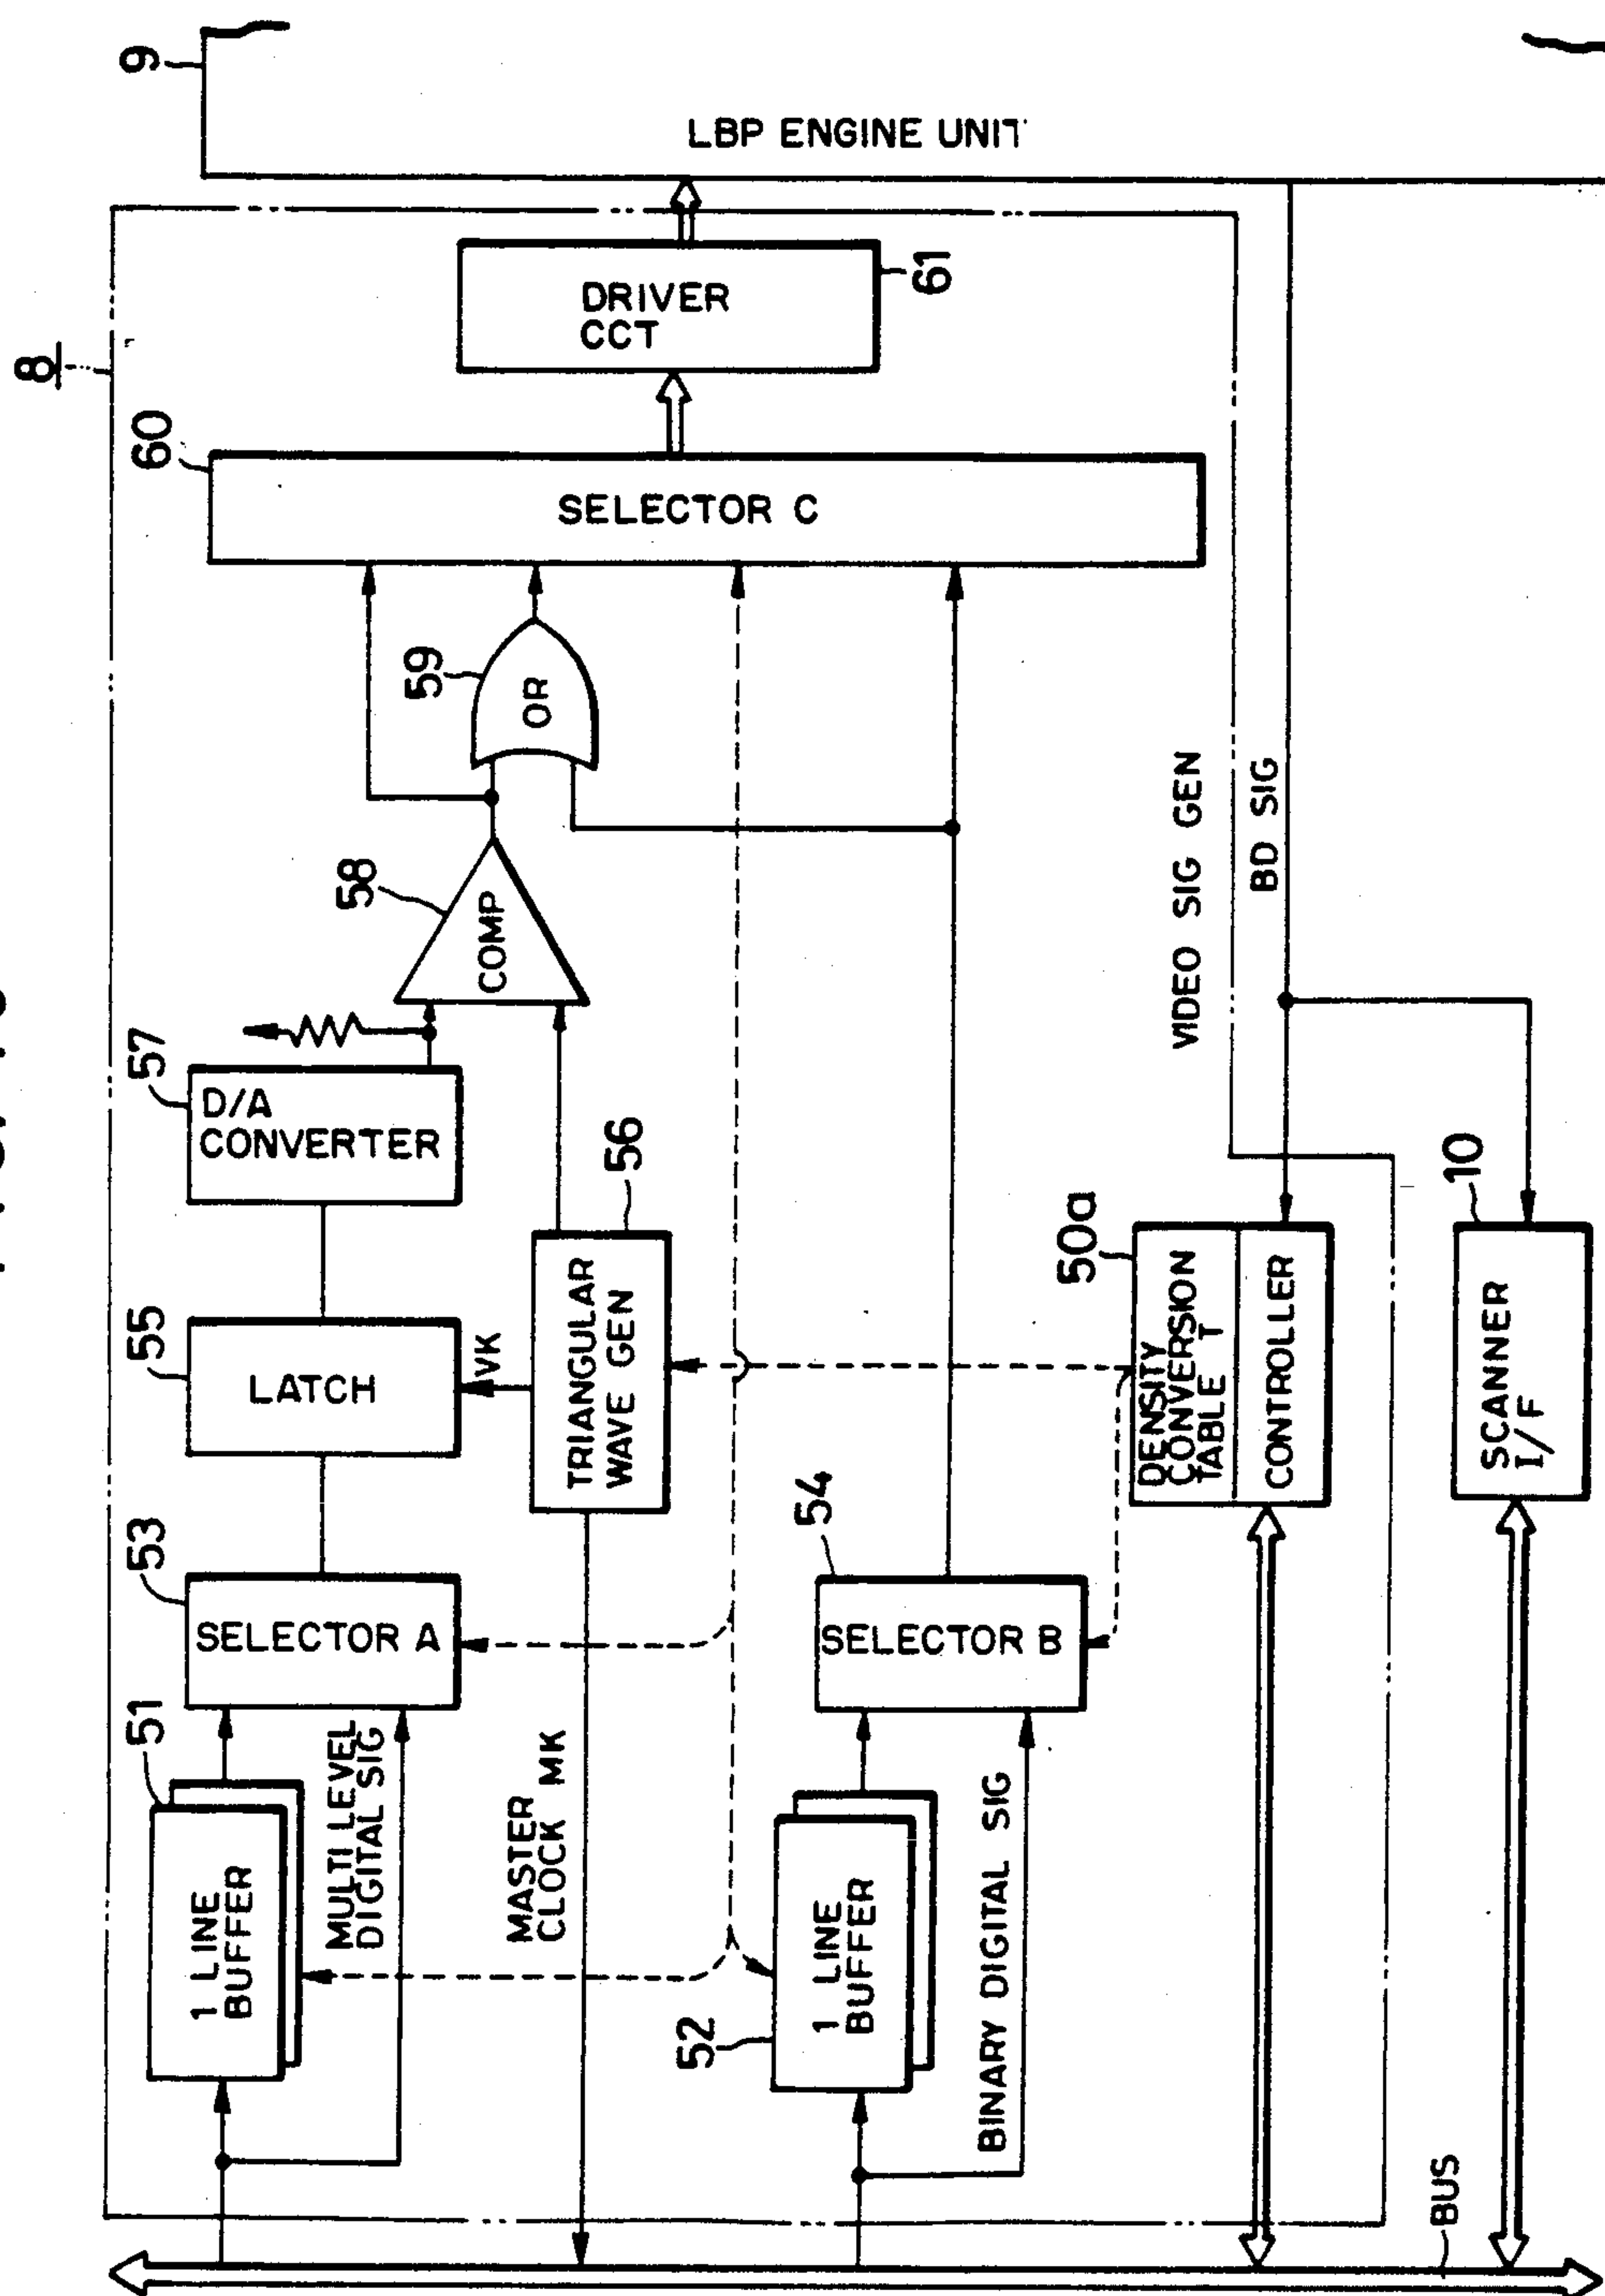 9
LBP ENGINE UNIT
8
DRIVER
CCT
61
60
SELECTOR C
59
OR
58
COMP
57
D/A
CONVERTER
56
TRIANGULAR
WAVE GEN
VK
55
LATCH
53
SELECTOR A
51
1 LINE
BUFFER
MULTI LEVEL
DIGITAL SIG
MASTER
CLOCK MK
54
SELECTOR B
52
1 LINE
BUFFER
BINARY DIGITAL SIG
VIDEO SIG GEN
BD SIG
50a
DENSITY
CONVERSION
TABLE T
CONTROLLER
10
SCANNER
I/F
BUS